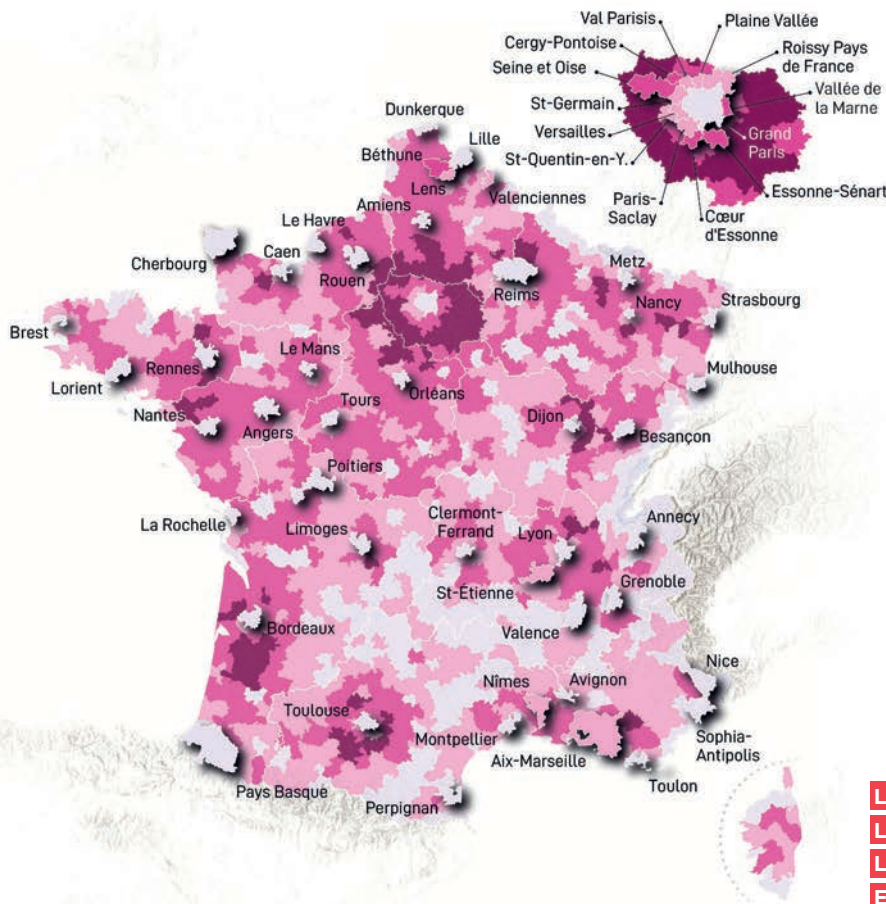 Val Parisis
Plaine Vallée
Cergy-Pontoise
Roissy Pays
de France
Seine et Oise
Vallée de
la Marne
St-Germain
Versailles
Grand
Paris
St-Quentin-en-Y.
Essonne-Sénart
Paris-
Saclay
Cœur
d'Essonne
Dunkerque
Lille
Béthune
Lens
Valenciennes
Amiens
Le Havre
Caen
Cherbourg
Rouen
Reims
Metz
Nancy
Strasbourg
Brest
Rennes
Le Mans
Lorient
Orléans
Mulhouse
Nantes
Angers
Tours
Dijon
Besançon
Poitiers
La Rochelle
Limoges
Clermont-
Ferrand
Lyon
Annecy
St-Étienne
Grenoble
Bordeaux
Valence
Nice
Nîmes
Avignon
Toulouse
Montpellier
Sophia-
Antipolis
Aix-Marseille
Toulon
Pays Basque
Perpignan